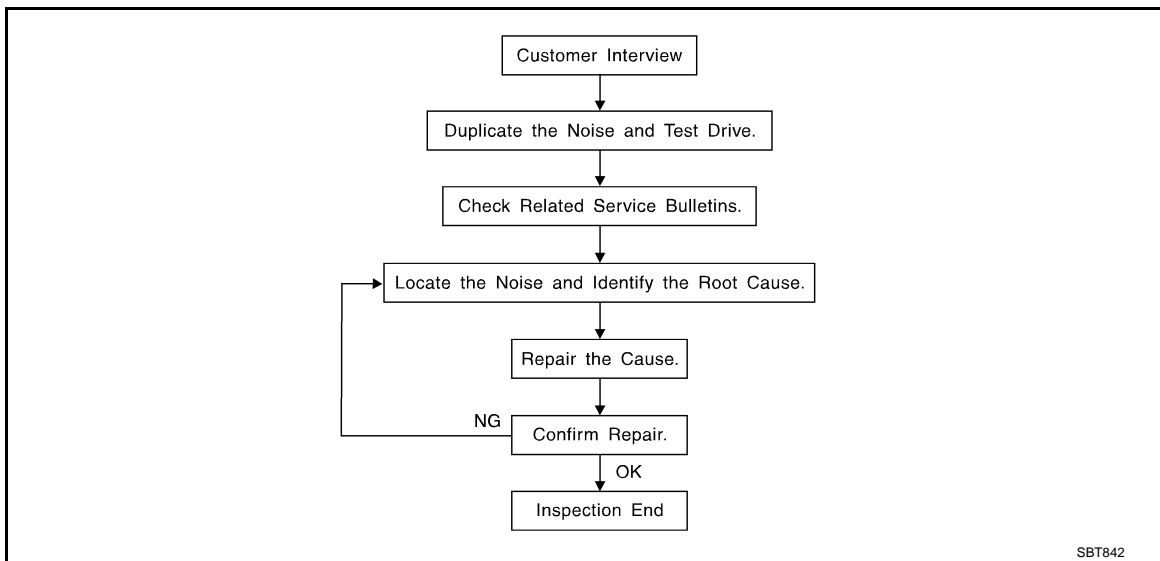 Customer Interview
Duplicate the Noise and Test Drive.
Check Related Service Bulletins.
Locate the Noise and Identify the Root Cause.
Repair the Cause.
NG
Confirm Repair.
OK
Inspection End
SBT842